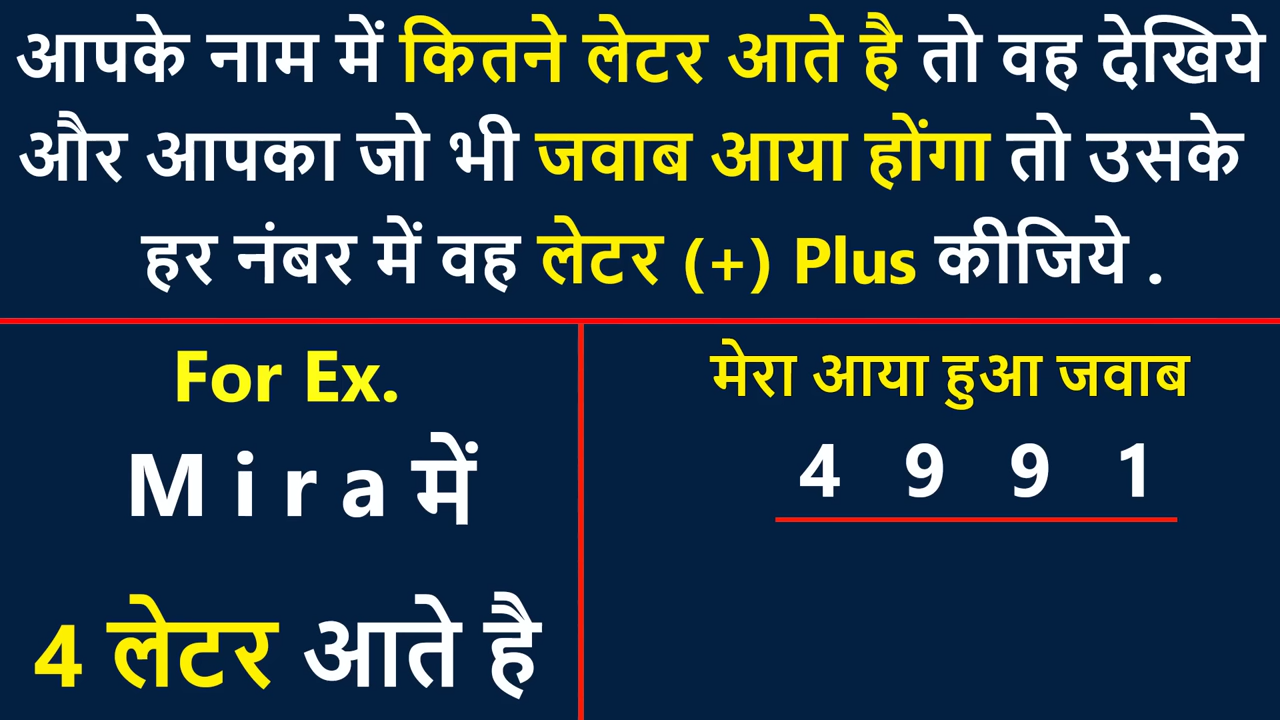 आपके नाम में कितने लेटर आते है तो वह देखिये
और आपका जो भी जवाब आया होंगा तो उसके
हर नंबर में वह लेटर (+) Plus कीजिये .
For Ex.
M i r a में
4 लेटर आते है
मेरा आया हुआ जवाब
4 9 9 1